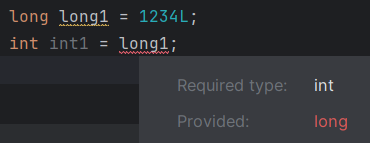 long long1 = 1234L;
int int1 = long1;
Required type: int
Provided: long